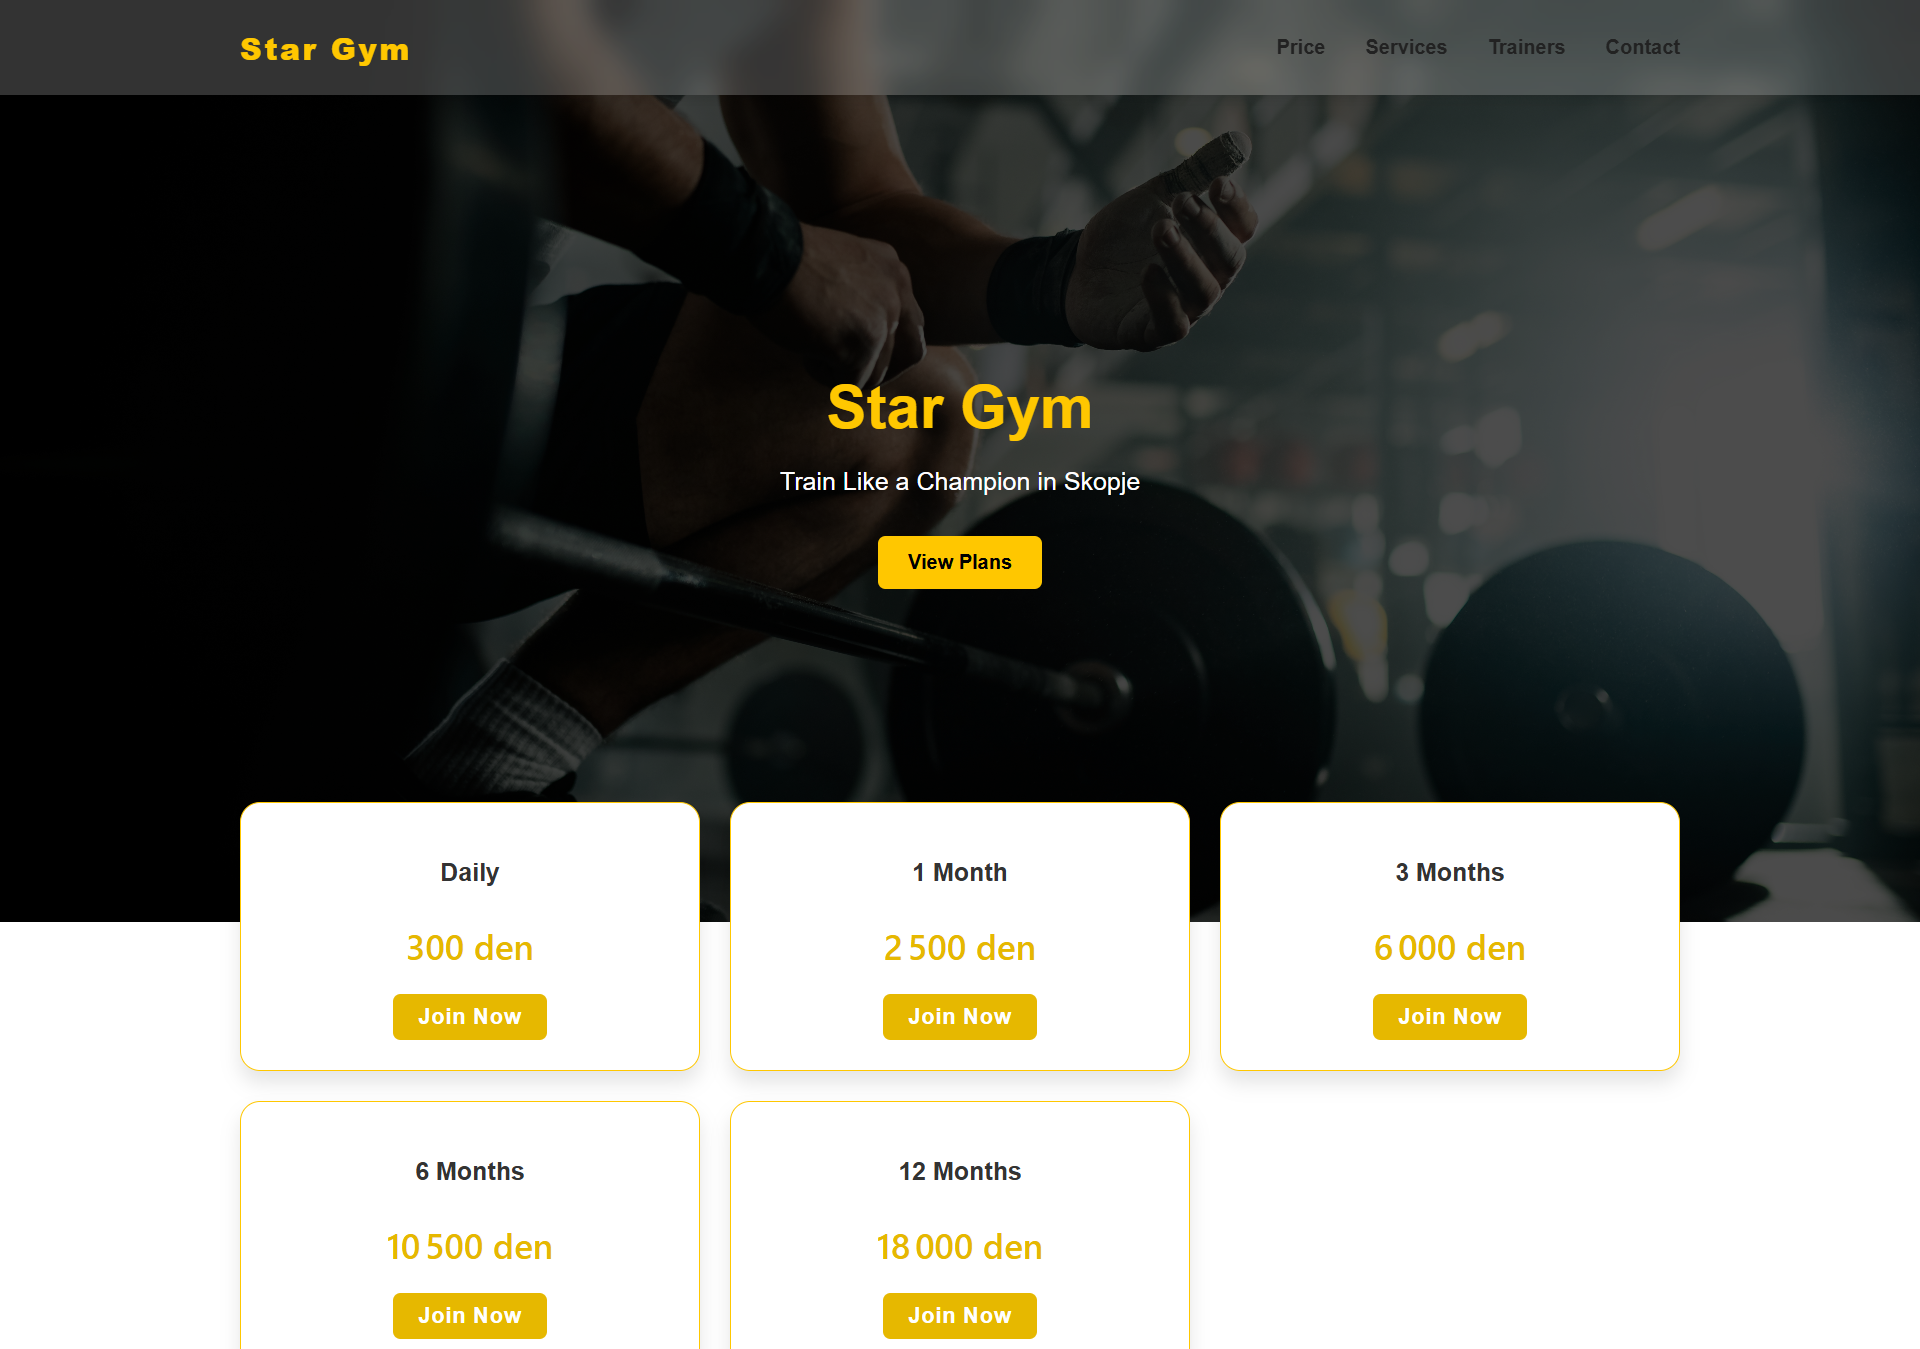 Star Gym
Price Services Trainers Contact
Star Gym
Train Like a Champion in Skopje
View Plans
Daily
300 den
Join Now
1 Month
2 500 den
Join Now
3 Months
6 000 den
Join Now
6 Months
10 500 den
Join Now
12 Months
18 000 den
Join Now